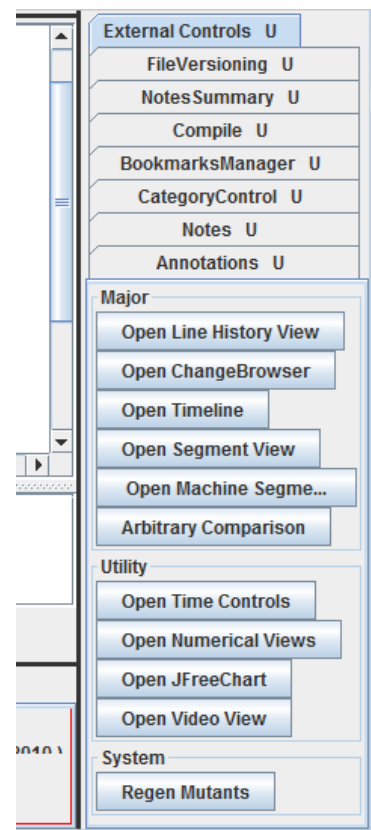 External Controls U
FileVersioning U
NotesSummary U
Compile U
BookmarksManager U
CategoryControl U
Notes U
Annotations U
Major
Open Line History View
Open ChangeBrowser
Open Timeline
Open Segment View
Open Machine Segme...
Arbitrary Comparison
Utility
Open Time Controls
Open Numerical Views
Open JFreeChart
Open Video View
System
Regen Mutants